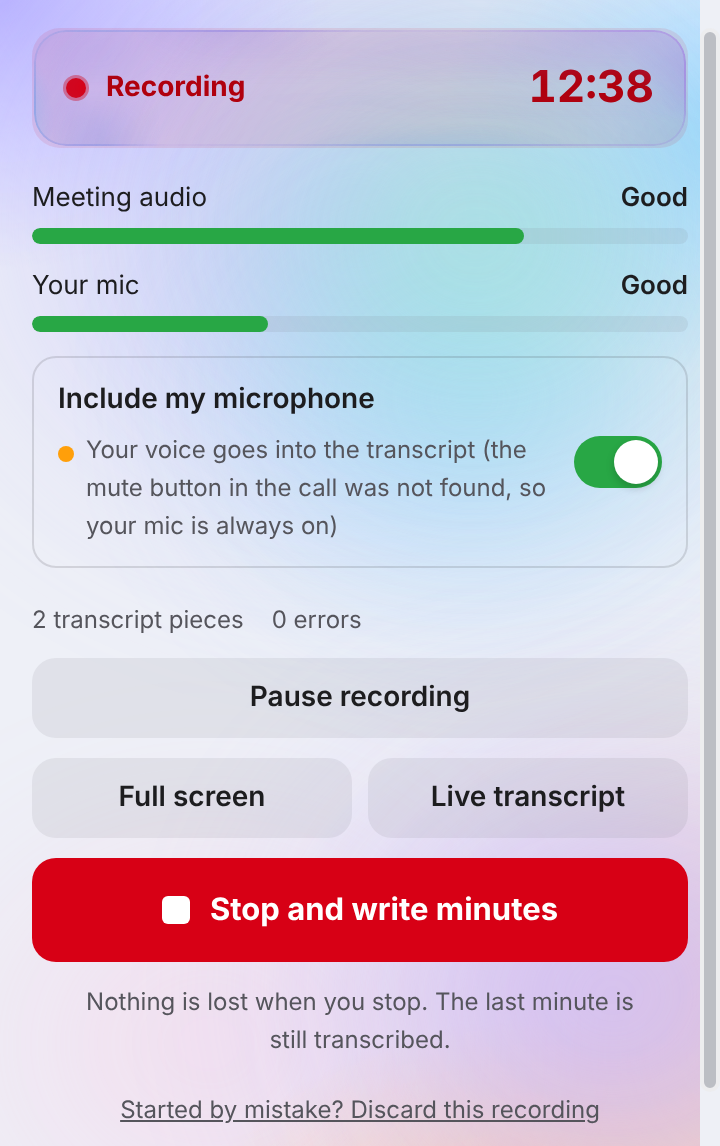 Recording
12:38
Meeting audio
Good
Your mic
Good
Include my microphone
Your voice goes into the transcript (the
mute button in the call was not found, so
your mic is always on)
2 transcript pieces
0 errors
Pause recording
Full screen
Live transcript
Stop and write minutes
Nothing is lost when you stop. The last minute is
still transcribed.
Started by mistake? Discard this recording